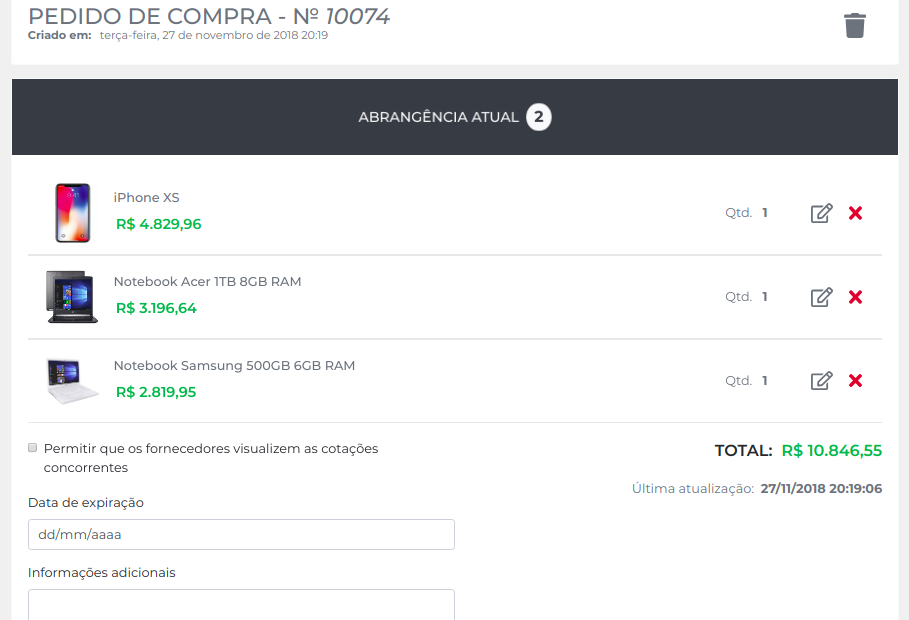 PEDIDO DE COMPRA - Nº 10074
Criado em: terça-feira, 27 de novembro de 2018 20:19
ABRANGÊNCIA ATUAL 2
iPhone XS
R$ 4.829,96
Qtd. 1
Notebook Acer 1TB 8GB RAM
R$ 3.196,64
Qtd. 1
Notebook Samsung 500GB 6GB RAM
R$ 2.819,95
Qtd. 1
Permitir que os fornecedores visualizem as cotações
concorrentes
TOTAL: R$ 10.846,55
Última atualização: 27/11/2018 20:19:06
Data de expiração
dd/mm/aaaa
Informações adicionais